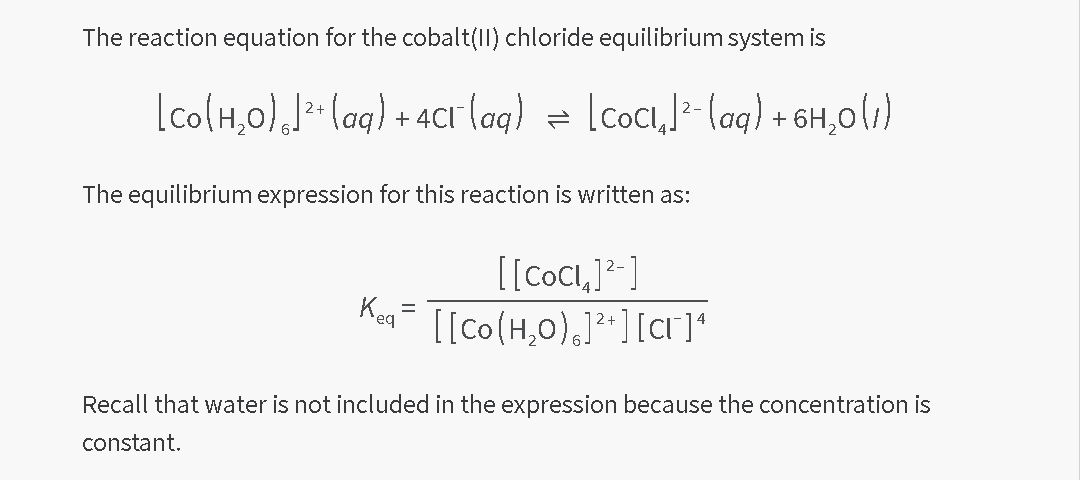 The reaction equation for the cobalt(II) chloride equilibrium system is
[Co(H₂O)₆]²⁺(aq) + 4Cl⁻(aq) ⇌ [CoCl₄]²⁻(aq) + 6H₂O(l)
The equilibrium expression for this reaction is written as:
[[CoCl₄]²⁻]
K_eq =
[[Co(H₂O)₆]²⁺][Cl⁻]⁴
Recall that water is not included in the expression because the concentration is
constant.